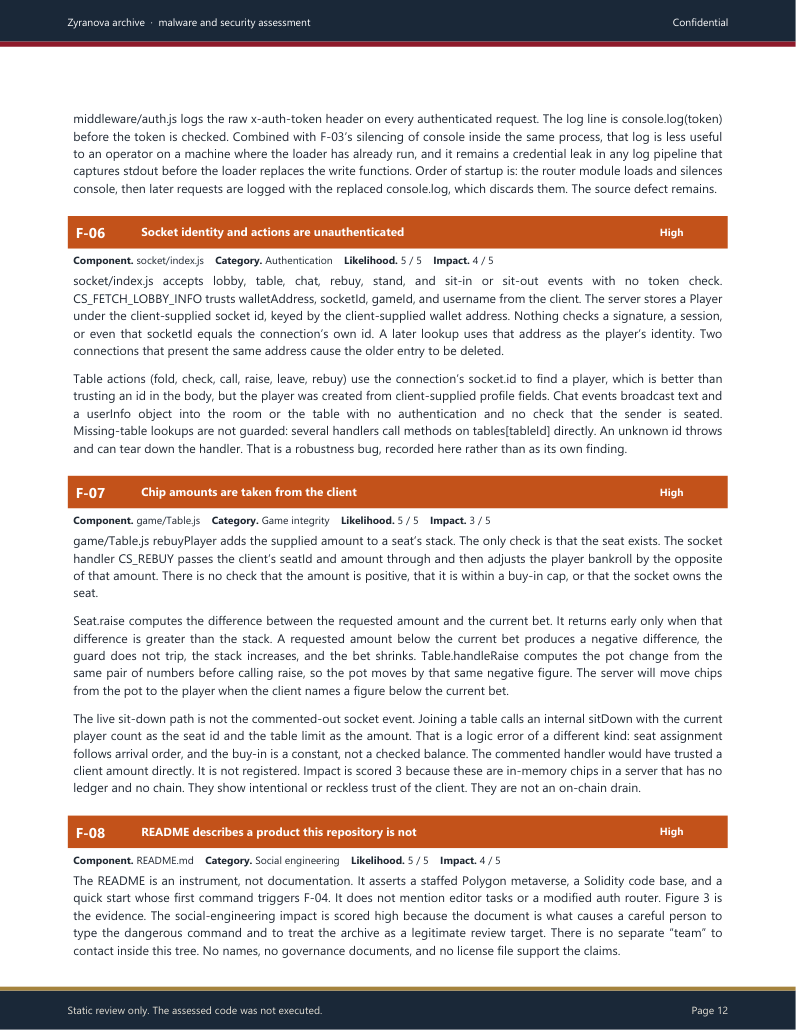 Zyranova archive · malware and security assessment
Confidential
middleware/auth.js logs the raw x-auth-token header on every authenticated request. The log line is console.log(token)
before the token is checked. Combined with F-03’s silencing of console inside the same process, that log is less useful
to an operator on a machine where the loader has already run, and it remains a credential leak in any log pipeline that
captures stdout before the loader replaces the write functions. Order of startup is: the router module loads and silences
console, then later requests are logged with the replaced console.log, which discards them. The source defect remains.
F-06 Socket identity and actions are unauthenticated High
Component. socket/index.js Category. Authentication Likelihood. 5 / 5 Impact. 4 / 5
socket/index.js accepts lobby, table, chat, rebuy, stand, and sit-in or sit-out events with no token check.
CS_FETCH_LOBBY_INFO trusts walletAddress, socketId, gameId, and username from the client. The server stores a Player
under the client-supplied socket id, keyed by the client-supplied wallet address. Nothing checks a signature, a session,
or even that socketId equals the connection’s own id. A later lookup uses that address as the player’s identity. Two
connections that present the same address cause the older entry to be deleted.
Table actions (fold, check, call, raise, leave, rebuy) use the connection’s socket.id to find a player, which is better than
trusting an id in the body, but the player was created from client-supplied profile fields. Chat events broadcast text and
a userInfo object into the room or the table with no authentication and no check that the sender is seated.
Missing-table lookups are not guarded: several handlers call methods on tables[tableId] directly. An unknown id throws
and can tear down the handler. That is a robustness bug, recorded here rather than as its own finding.
F-07 Chip amounts are taken from the client High
Component. game/Table.js Category. Game integrity Likelihood. 5 / 5 Impact. 3 / 5
game/Table.js rebuyPlayer adds the supplied amount to a seat’s stack. The only check is that the seat exists. The socket
handler CS_REBUY passes the client’s seatId and amount through and then adjusts the player bankroll by the opposite
of that amount. There is no check that the amount is positive, that it is within a buy-in cap, or that the socket owns the
seat.
Seat.raise computes the difference between the requested amount and the current bet. It returns early only when that
difference is greater than the stack. A requested amount below the current bet produces a negative difference, the
guard does not trip, the stack increases, and the bet shrinks. Table.handleRaise computes the pot change from the
same pair of numbers before calling raise, so the pot moves by that same negative figure. The server will move chips
from the pot to the player when the client names a figure below the current bet.
The live sit-down path is not the commented-out socket event. Joining a table calls an internal sitDown with the current
player count as the seat id and the table limit as the amount. That is a logic error of a different kind: seat assignment
follows arrival order, and the buy-in is a constant, not a checked balance. The commented handler would have trusted a
client amount directly. It is not registered. Impact is scored 3 because these are in-memory chips in a server that has no
ledger and no chain. They show intentional or reckless trust of the client. They are not an on-chain drain.
F-08 README describes a product this repository is not High
Component. README.md Category. Social engineering Likelihood. 5 / 5 Impact. 4 / 5
The README is an instrument, not documentation. It asserts a staffed Polygon metaverse, a Solidity code base, and a
quick start whose first command triggers F-04. It does not mention editor tasks or a modified auth router. Figure 3 is
the evidence. The social-engineering impact is scored high because the document is what causes a careful person to
type the dangerous command and to treat the archive as a legitimate review target. There is no separate “team” to
contact inside this tree. No names, no governance documents, and no license file support the claims.
Static review only. The assessed code was not executed.
Page 12